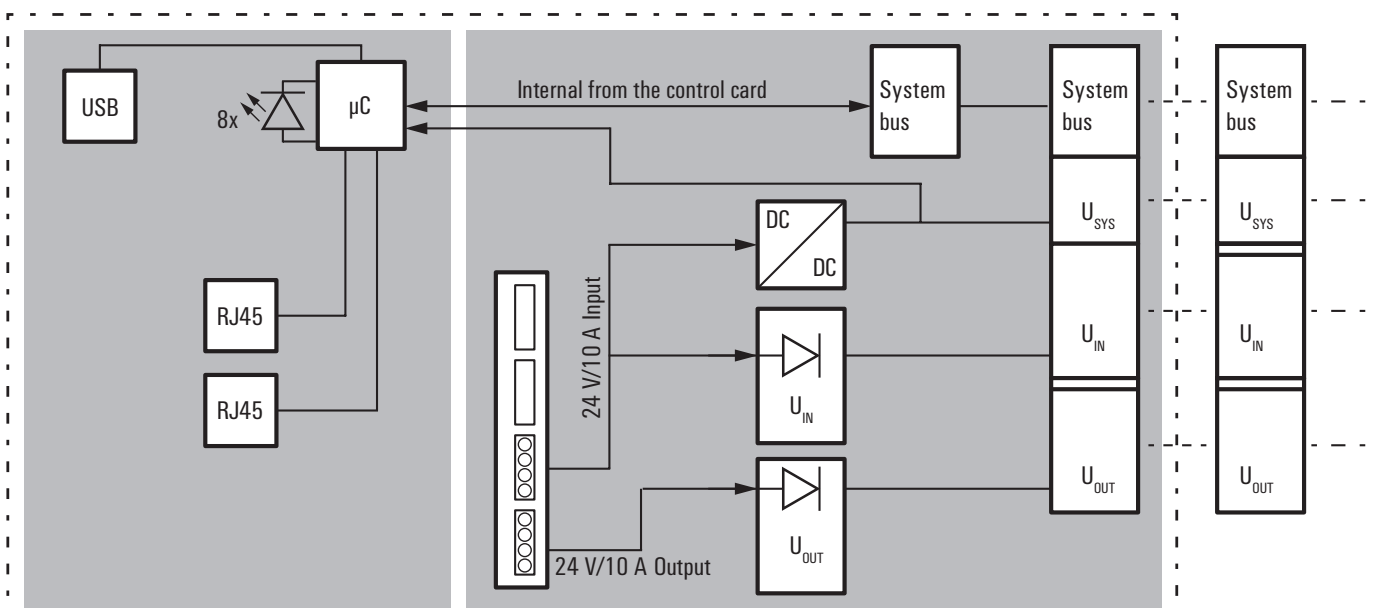 USB
8x
µC
Internal from the control card
System
bus
System
bus
System
bus
U_SYS
U_SYS
DC
DC
RJ45
24 V/10 A Input
U_IN
U_IN
U_IN
RJ45
U_OUT
U_OUT
U_OUT
24 V/10 A Output